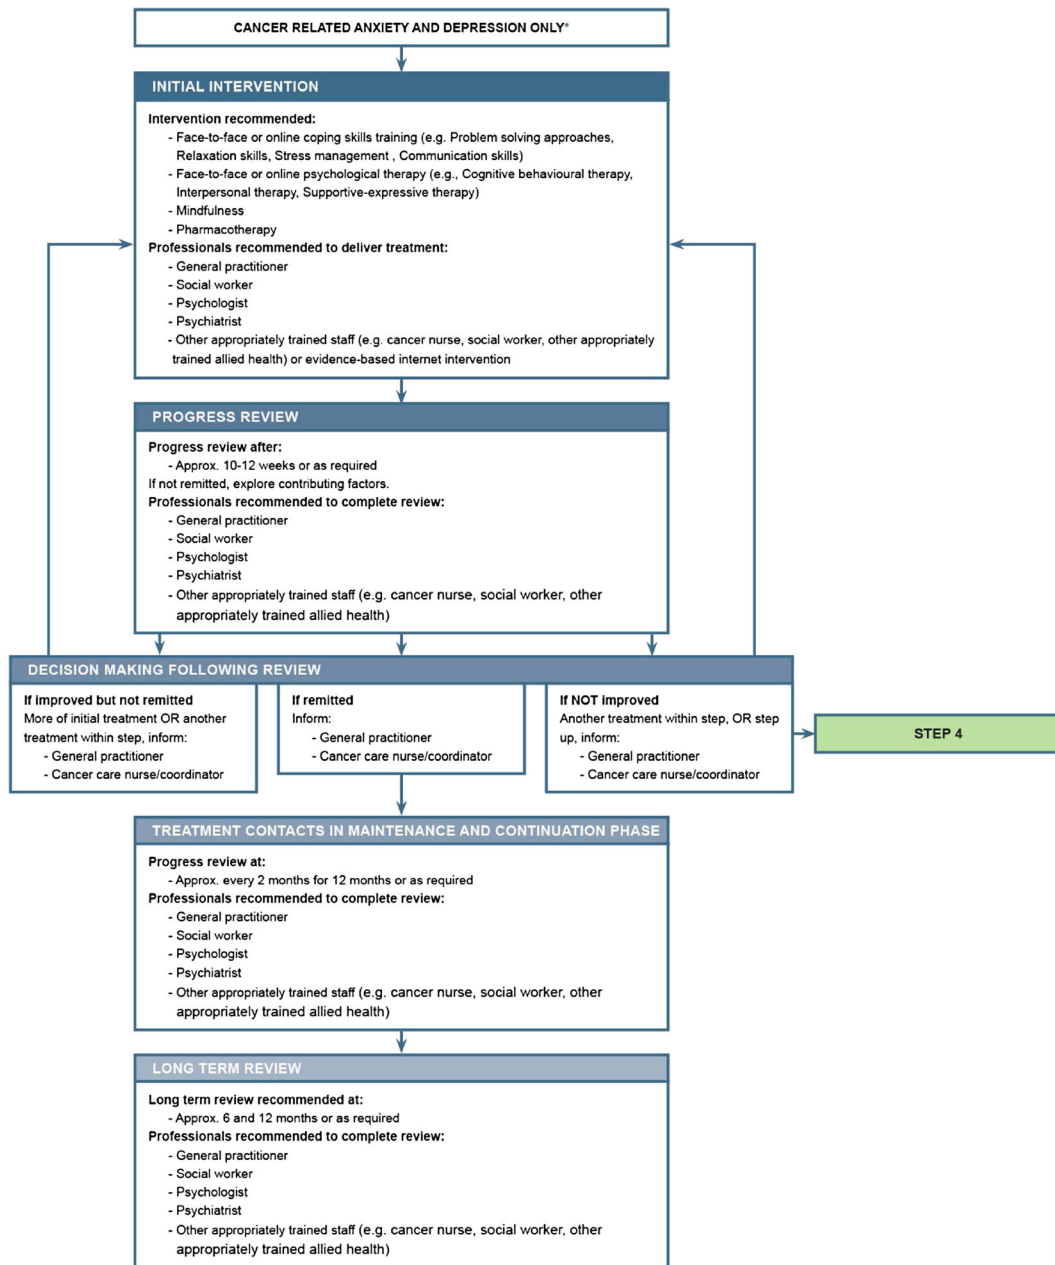 CANCER RELATED ANXIETY AND DEPRESSION ONLY*
INITIAL INTERVENTION
Intervention recommended:
- Face-to-face or online coping skills training (e.g. Problem solving approaches,
Relaxation skills, Stress management , Communication skills)
- Face-to-face or online psychological therapy (e.g., Cognitive behavioural therapy,
Interpersonal therapy, Supportive-expressive therapy)
- Mindfulness
- Pharmacotherapy
Professionals recommended to deliver treatment:
- General practitioner
- Social worker
- Psychologist
- Psychiatrist
- Other appropriately trained staff (e.g. cancer nurse, social worker, other appropriately
trained allied health) or evidence-based internet intervention
PROGRESS REVIEW
Progress review after:
- Approx. 10-12 weeks or as required
If not remitted, explore contributing factors.
Professionals recommended to complete review:
- General practitioner
- Social worker
- Psychologist
- Psychiatrist
- Other appropriately trained staff (e.g. cancer nurse, social worker, other
appropriately trained allied health)
DECISION MAKING FOLLOWING REVIEW
If improved but not remitted
More of initial treatment OR another
treatment within step, inform:
- General practitioner
- Cancer care nurse/coordinator
If remitted
Inform:
- General practitioner
- Cancer care nurse/coordinator
If NOT improved
Another treatment within step, OR step
up, inform:
- General practitioner
- Cancer care nurse/coordinator
STEP 4
TREATMENT CONTACTS IN MAINTENANCE AND CONTINUATION PHASE
Progress review at:
- Approx. every 2 months for 12 months or as required
Professionals recommended to complete review:
- General practitioner
- Social worker
- Psychologist
- Psychiatrist
- Other appropriately trained staff (e.g. cancer nurse, social worker, other
appropriately trained allied health)
LONG TERM REVIEW
Long term review recommended at:
- Approx. 6 and 12 months or as required
Professionals recommended to complete review:
- General practitioner
- Social worker
- Psychologist
- Psychiatrist
- Other appropriately trained staff (e.g. cancer nurse, social worker, other
appropriately trained allied health)